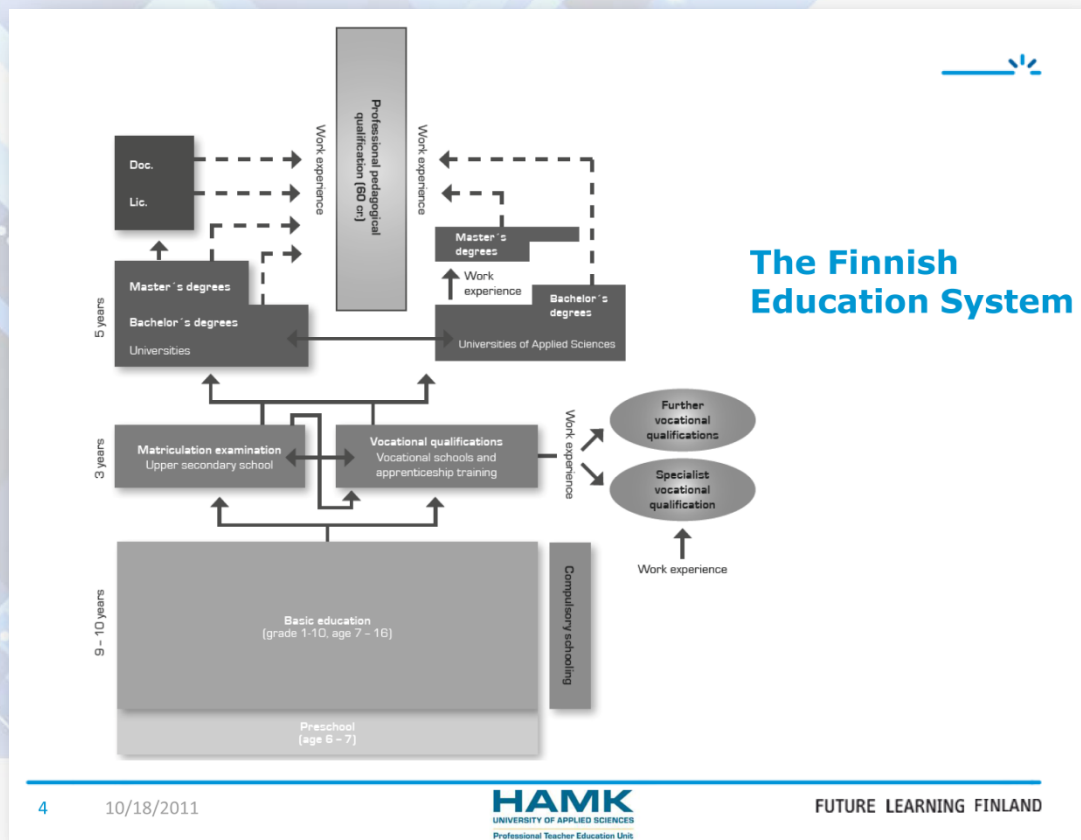 The Finnish
Education System
Professional pedagogical
qualification (60 cr.)
Work experience
Work experience
Doc.
Lic.
Master´s degrees
Bachelor´s degrees
Universities
5 years
Master´s
degrees
Work
experience
Bachelor´s
degrees
Universities of Applied Sciences
3 years
Matriculation examination
Upper secondary school
Vocational qualifications
Vocational schools and
apprenticeship training
Work experience
Further
vocational
qualifications
Specialist
vocational
qualification
Work experience
9 – 10 years
Basic education
(grade 1-10, age 7 – 16)
Compulsory schooling
Preschool
(age 6 – 7)
4
10/18/2011
HAMK
UNIVERSITY OF APPLIED SCIENCES
Professional Teacher Education Unit
FUTURE LEARNING FINLAND